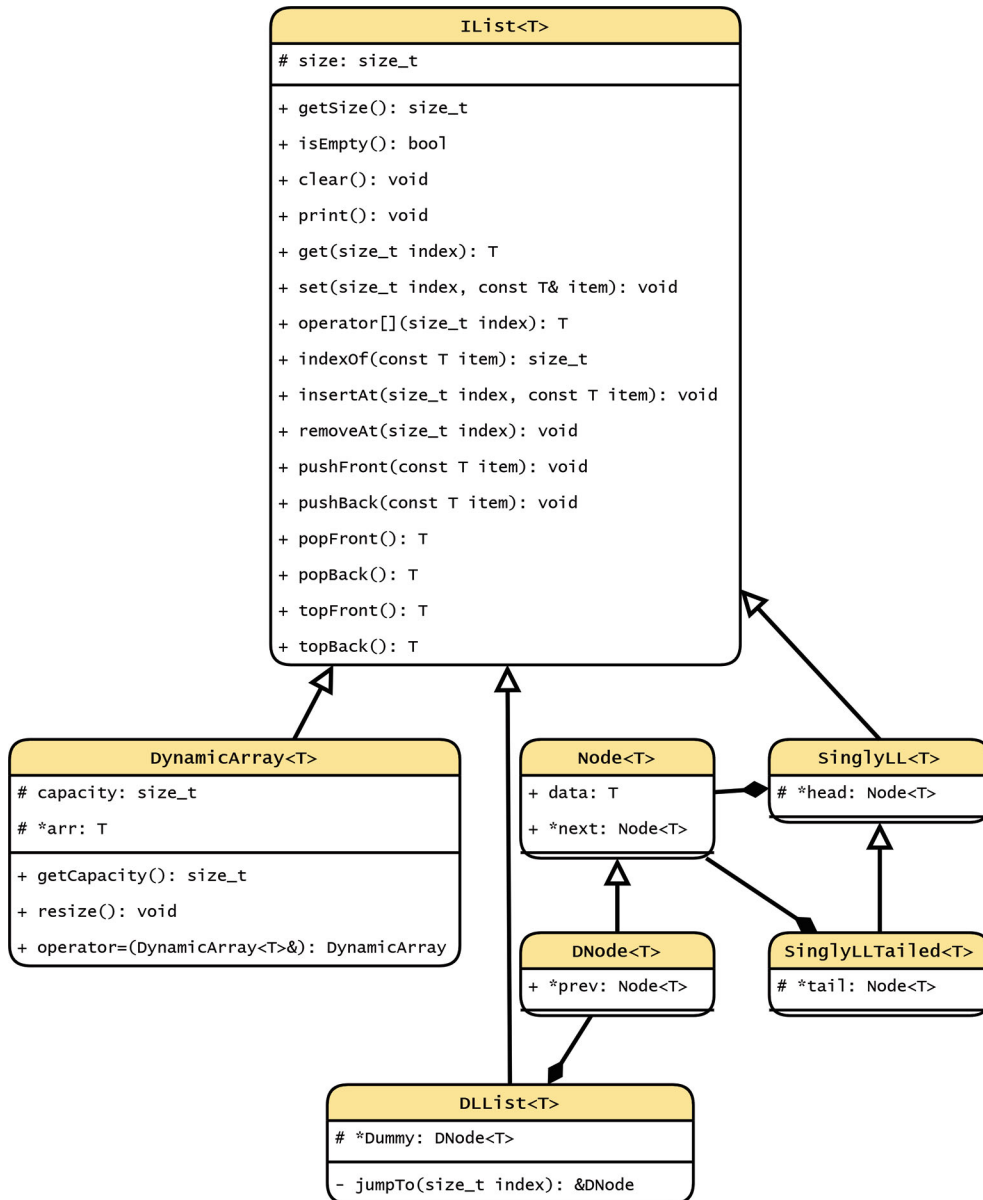 IList<T>
# size: size_t
+ getSize(): size_t
+ isEmpty(): bool
+ clear(): void
+ print(): void
+ get(size_t index): T
+ set(size_t index, const T& item): void
+ operator[](size_t index): T
+ indexOf(const T item): size_t
+ insertAt(size_t index, const T item): void
+ removeAt(size_t index): void
+ pushFront(const T item): void
+ pushBack(const T item): void
+ popFront(): T
+ popBack(): T
+ topFront(): T
+ topBack(): T
DynamicArray<T>
# capacity: size_t
# *arr: T
+ getCapacity(): size_t
+ resize(): void
+ operator=(DynamicArray<T>&): DynamicArray
Node<T>
+ data: T
+ *next: Node<T>
SinglyLL<T>
# *head: Node<T>
DNode<T>
+ *prev: Node<T>
SinglyLLTailed<T>
# *tail: Node<T>
DLList<T>
# *Dummy: DNode<T>
- jumpTo(size_t index): &DNode